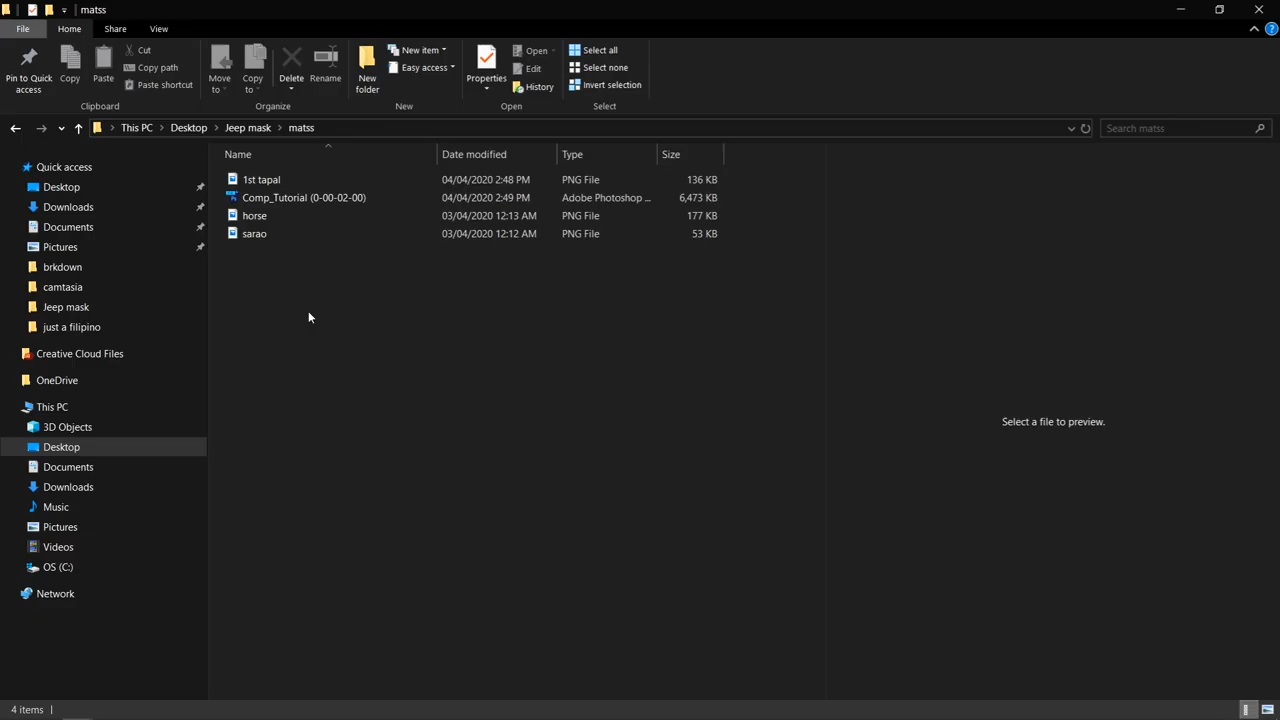 matss
File Home Share View
Pin to Quick access
Copy
Paste
Cut
Copy path
Paste shortcut
Clipboard
Move to
Copy to
Delete
Rename
Organize
New folder
New item
Easy access
New
Properties
Open
Edit
History
Open
Select all
Select none
Invert selection
Select
This PC > Desktop > Jeep mask > matss
Search matss
Quick access
Desktop
Downloads
Documents
Pictures
brkdown
camtasia
Jeep mask
just a filipino
Creative Cloud Files
OneDrive
This PC
3D Objects
Desktop
Documents
Downloads
Music
Pictures
Videos
OS (C:)
Network
Name Date modified Type Size
1st tapal 04/04/2020 2:48 PM PNG File 136 KB
Comp_Tutorial (0-00-02-00) 04/04/2020 2:49 PM Adobe Photoshop ... 6,473 KB
horse 03/04/2020 12:13 AM PNG File 177 KB
sarao 03/04/2020 12:12 AM PNG File 53 KB
Select a file to preview.
4 items